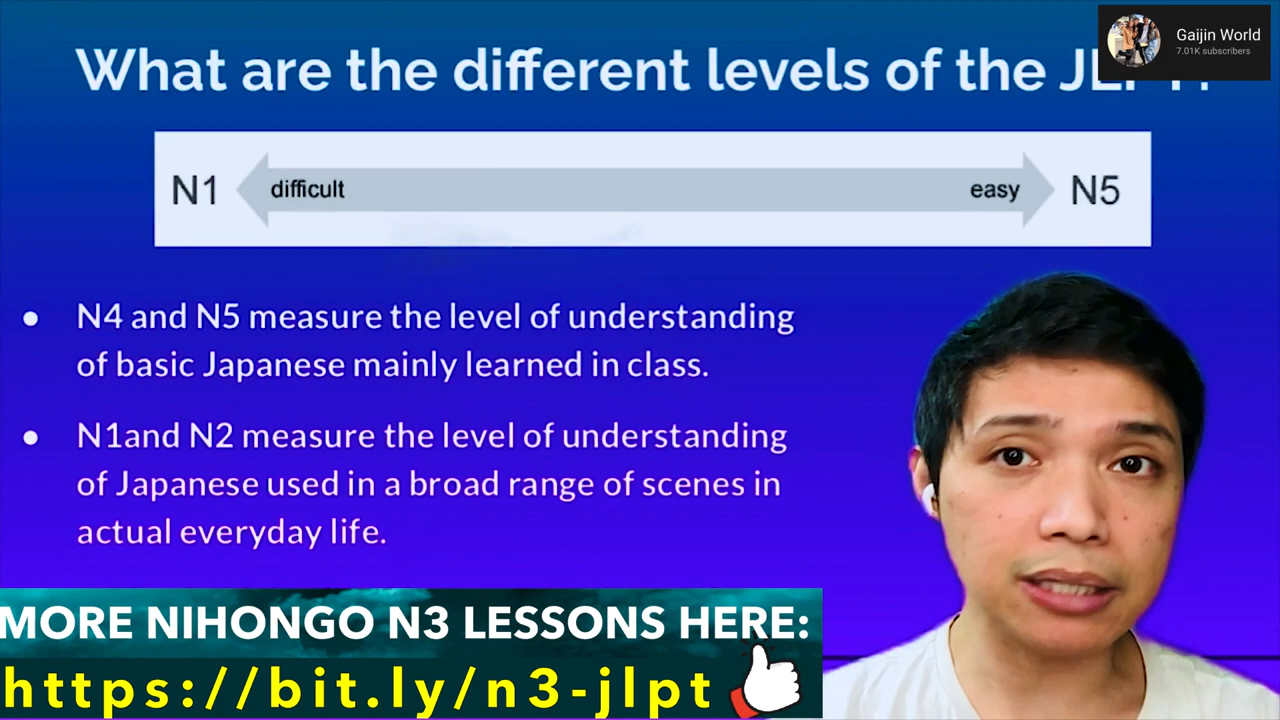 What are the different levels of the
Gaijin World
7.01K subscribers
N1 difficult easy N5
• N4 and N5 measure the level of understanding
of basic Japanese mainly learned in class.
• N1and N2 measure the level of understanding
of Japanese used in a broad range of scenes in
actual everyday life.
MORE NIHONGO N3 LESSONS HERE:
https://bit.ly/n3-jlpt